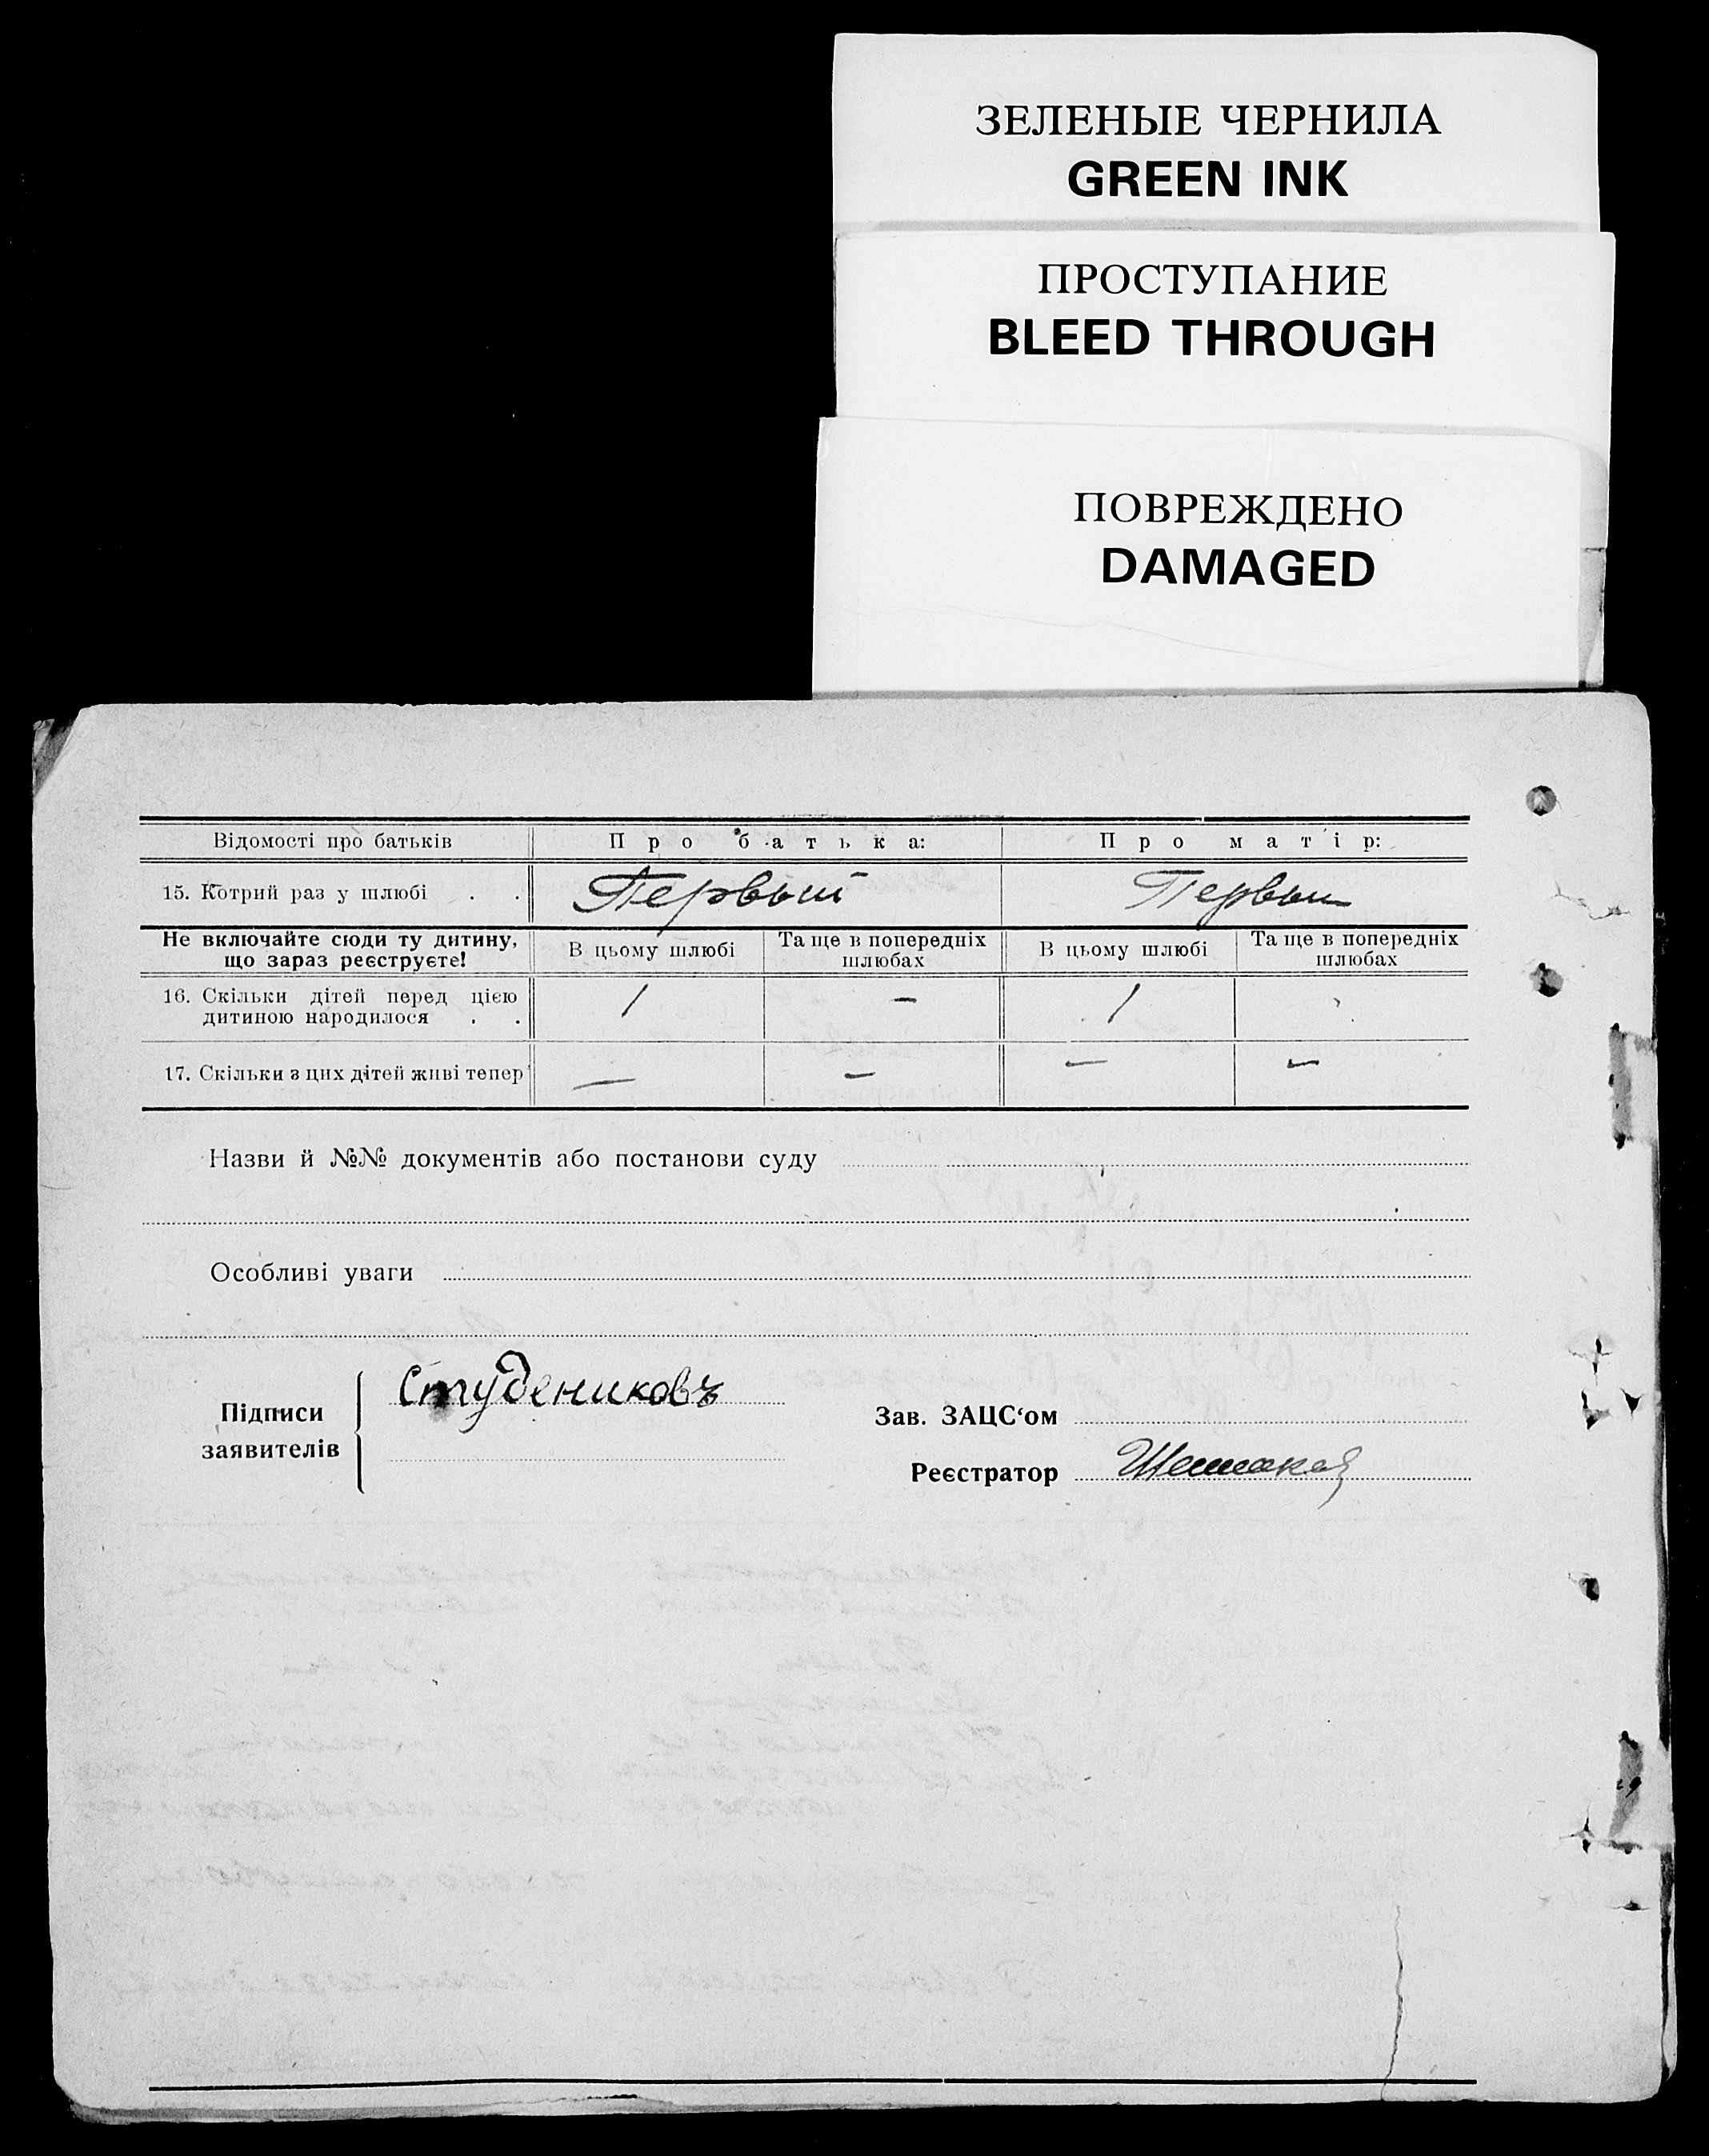 ЗЕЛЕНЫЕ ЧЕРНИЛА
GREEN INK
ПРОСТУПАНИЕ
BLEED THROUGH
ПОВРЕЖДЕНО
DAMAGED
Відомості про батьків Про батька: Про матір:
15. Котрий раз у шлюбі . . Первый Первый
Не включайте сюди ту дитину, що зараз реєструєте! В цьому шлюбі Та ще в попередніх шлюбах В цьому шлюбі Та ще в попередніх шлюбах
16. Скільки дітей перед цією дитиною народилося . . 1 – 1
17. Скільки з цих дітей живі тепер — – — –
Назви й №№ документів або постанови суду
Особливі уваги
Підписи заявителів Студениковъ
Зав. ЗАЦС‘ом
Реєстратор